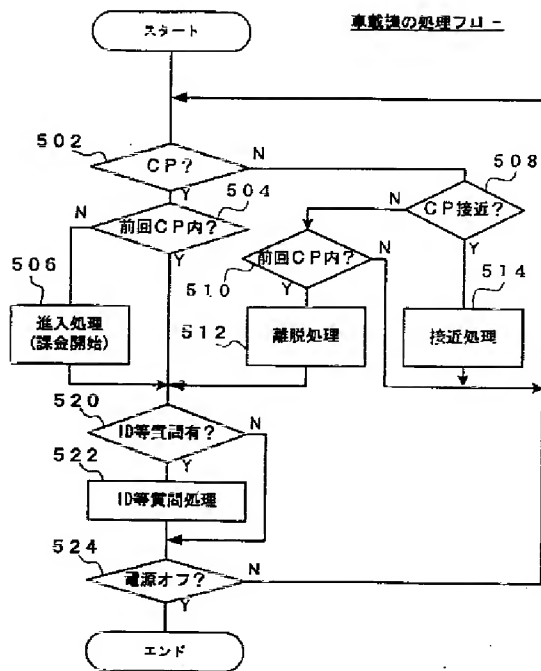 車載機の処理フロー
スタート
502
CP?
N
Y
504
前回CP内?
N
Y
506
進入処理
(課金開始)
508
CP接近?
N
Y
510
前回CP内?
N
Y
512
離脱処理
514
接近処理
520
ID等質問有?
N
Y
522
ID等質問処理
524
電源オフ?
N
Y
エンド